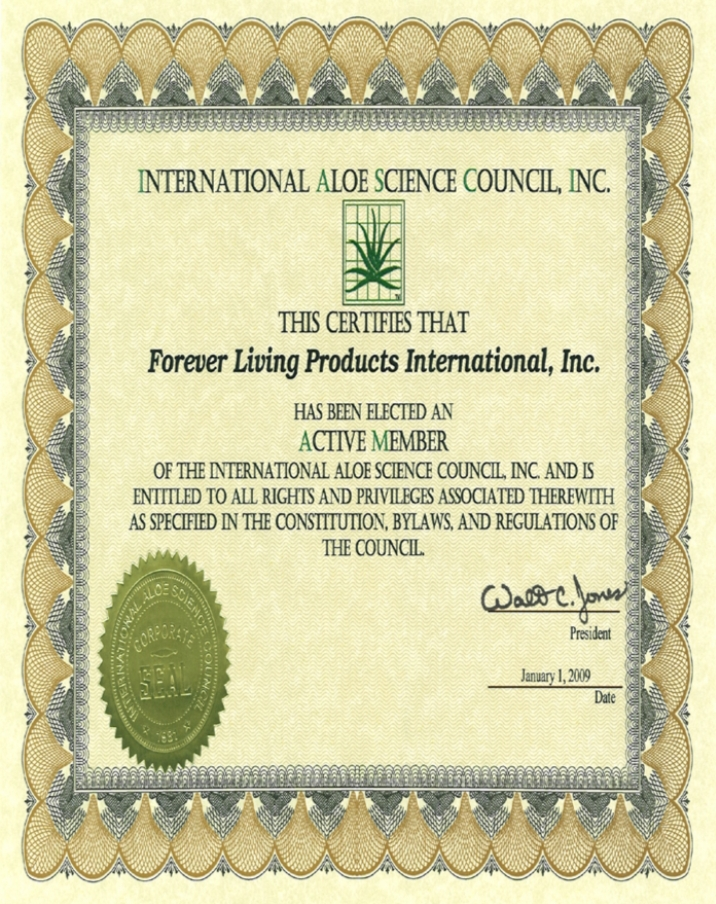 INTERNATIONAL ALOE SCIENCE COUNCIL, INC.
THIS CERTIFIES THAT
Forever Living Products International, Inc.
HAS BEEN ELECTED AN
ACTIVE MEMBER
OF THE INTERNATIONAL ALOE SCIENCE COUNCIL, INC. AND IS
ENTITLED TO ALL RIGHTS AND PRIVILEGES ASSOCIATED THEREWITH
AS SPECIFIED IN THE CONSTITUTION, BYLAWS, AND REGULATIONS OF
THE COUNCIL.
Walt C. Jones
President
January 1, 2009
Date
INTERNATIONAL ALOE SCIENCE COUNCIL
CORPORATE
SEAL
1981